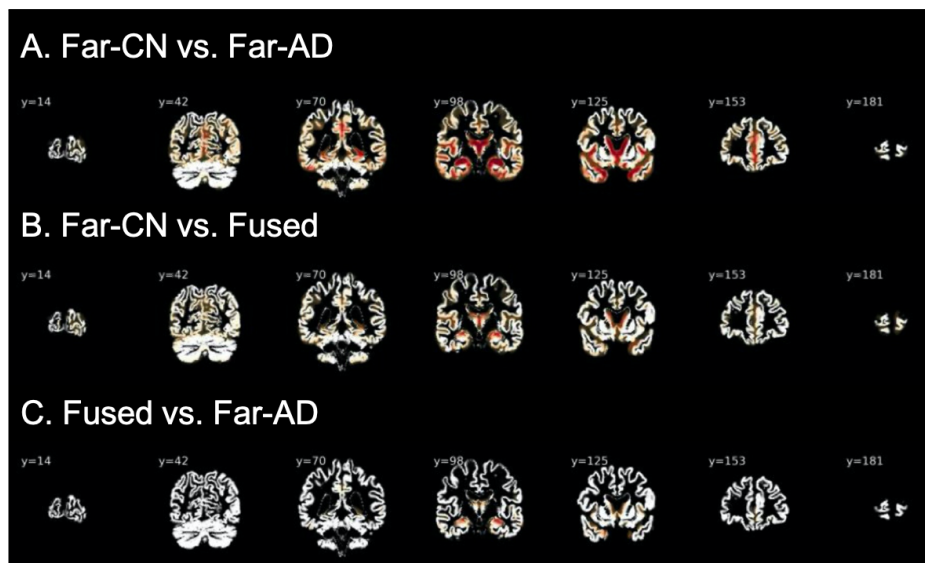 A. Far-CN vs. Far-AD
y=14 y=42 y=70 y=98 y=125 y=153 y=181
B. Far-CN vs. Fused
y=14 y=42 y=70 y=98 y=125 y=153 y=181
C. Fused vs. Far-AD
y=14 y=42 y=70 y=98 y=125 y=153 y=181